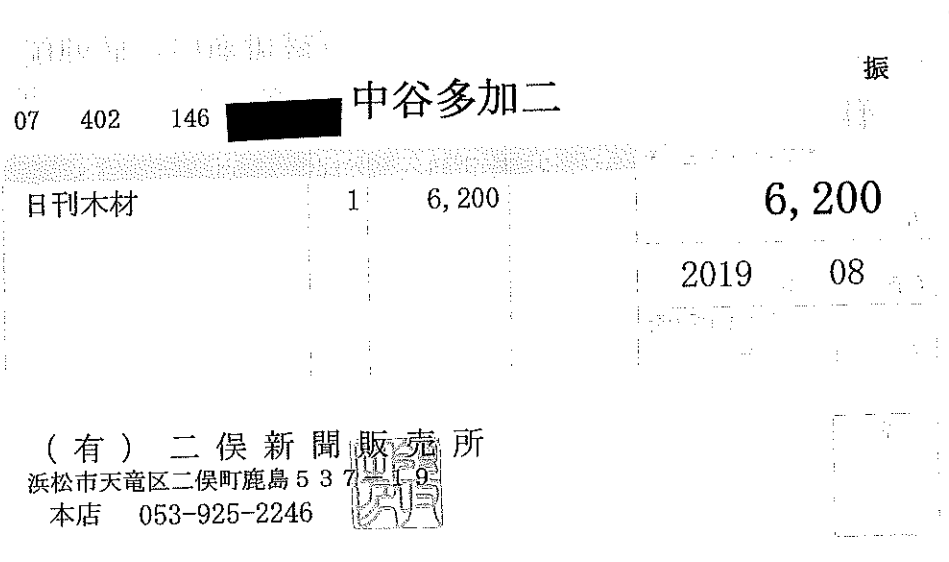 振
07 402 146 中谷多加二
日刊木材 1 6,200 6,200
2019 08
(有) 二俣新聞販売所
浜松市天竜区二俣町鹿島537-19
本店 053-925-2246